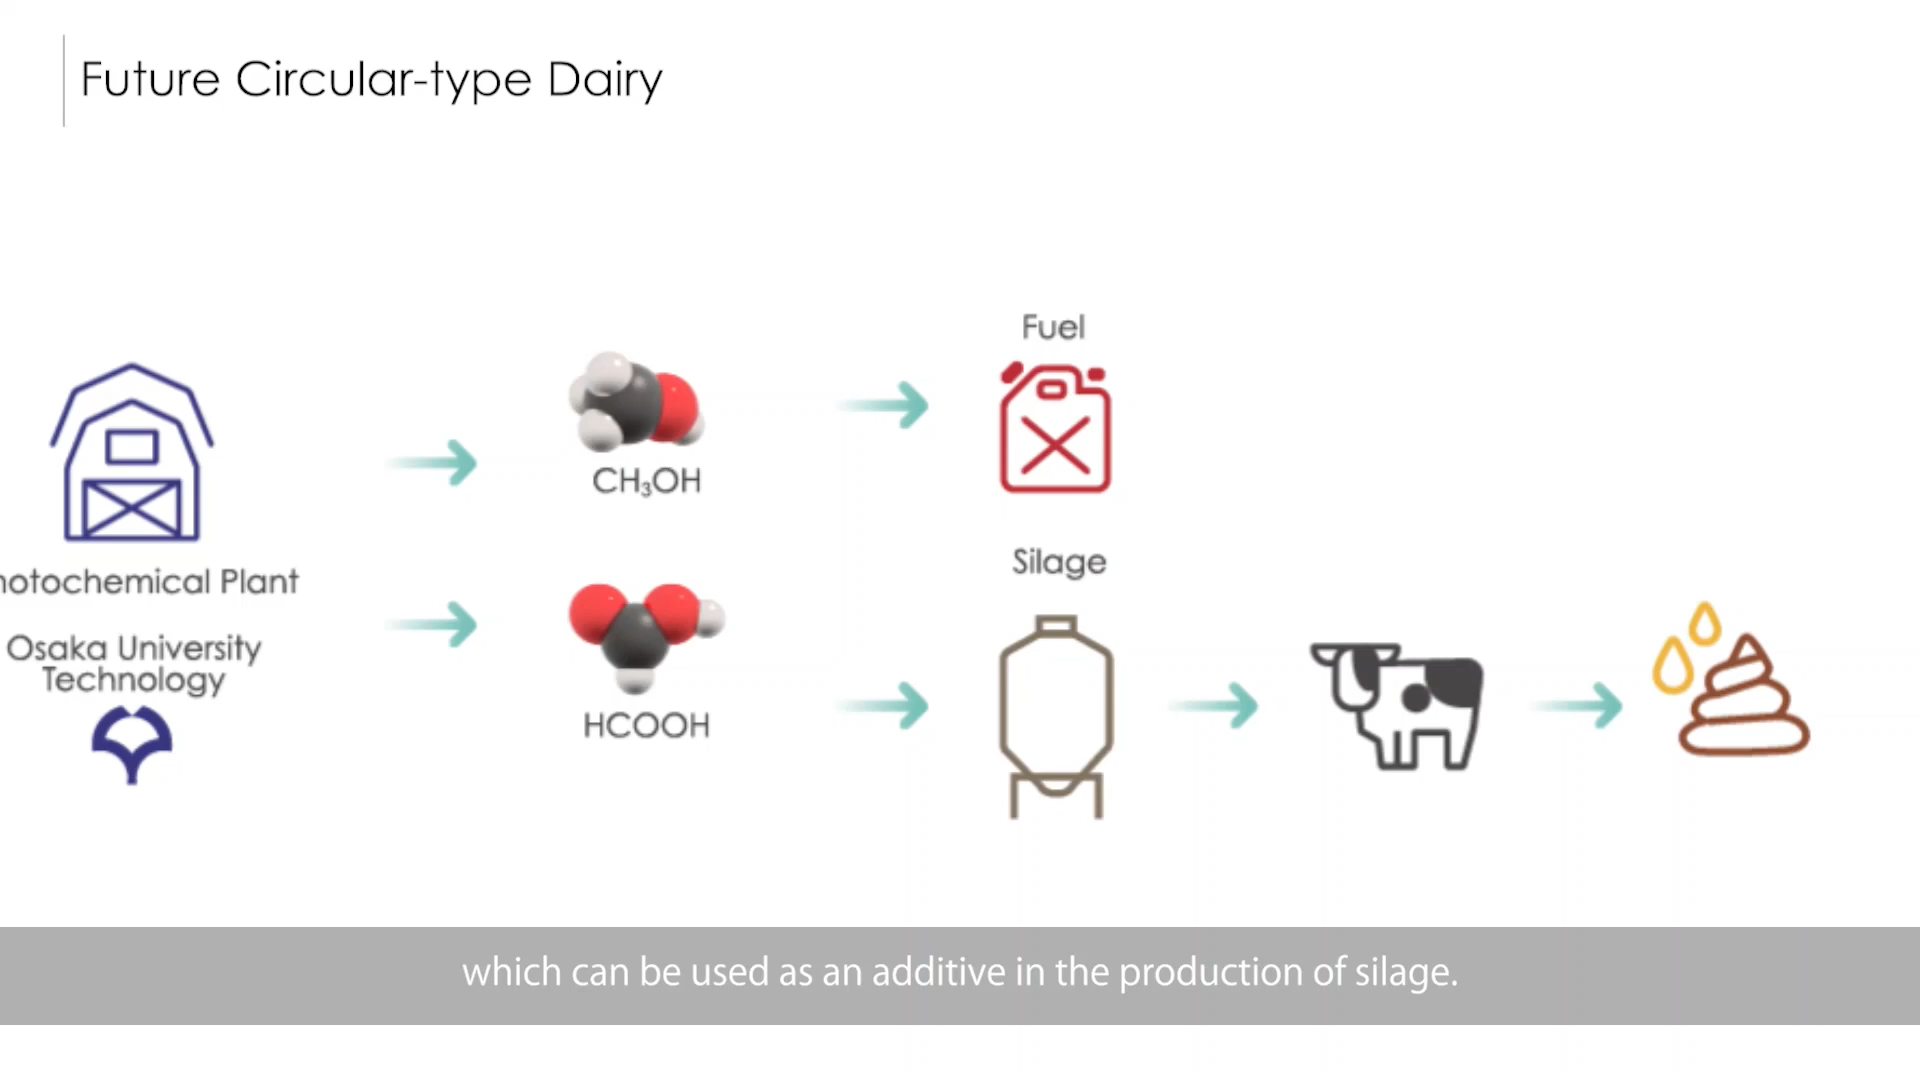 Future Circular-type Dairy
Fuel
CH₃OH
Silage
hotochemical Plant
Osaka University
Technology
HCOOH
which can be used as an additive in the production of silage.